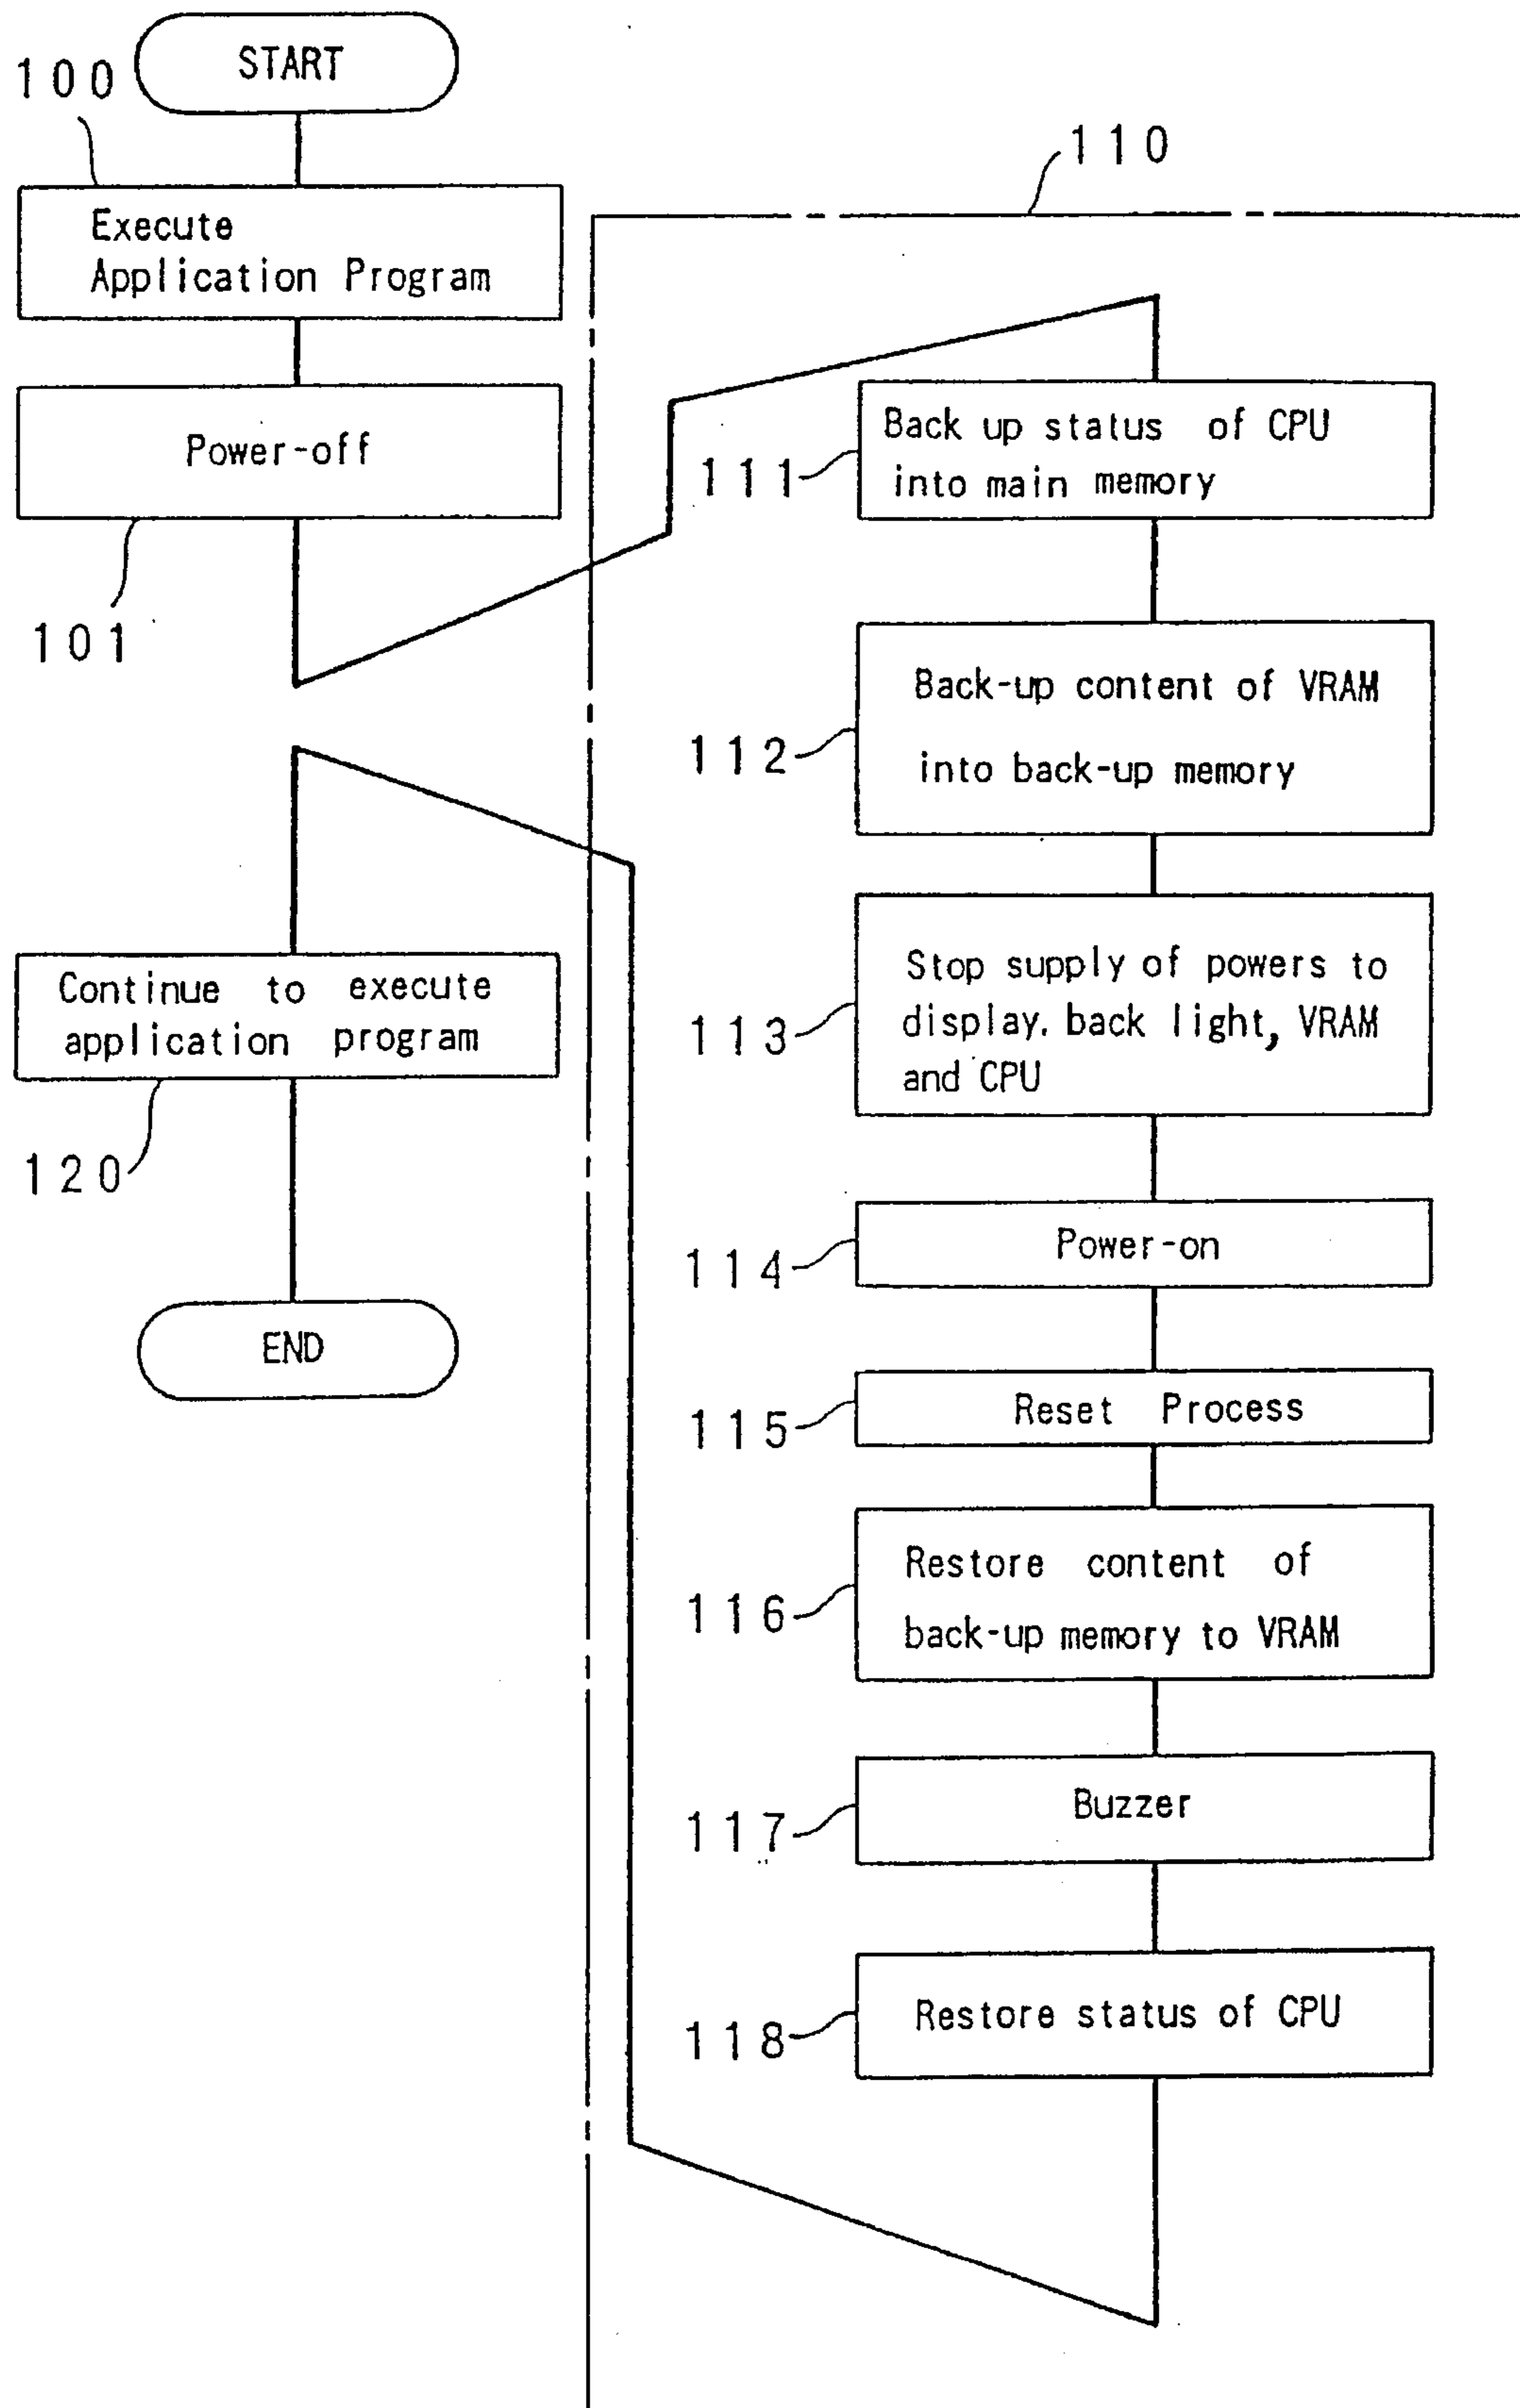 START
100
Execute
Application Program
Power-off
101
110
Back up status of CPU
into main memory
111
Back-up content of VRAM
into back-up memory
112
Stop supply of powers to
display. back light, VRAM
and CPU
113
Power-on
114
Reset Process
115
Restore content of
back-up memory to VRAM
116
Buzzer
117
Restore status of CPU
118
Continue to execute
application program
120
END